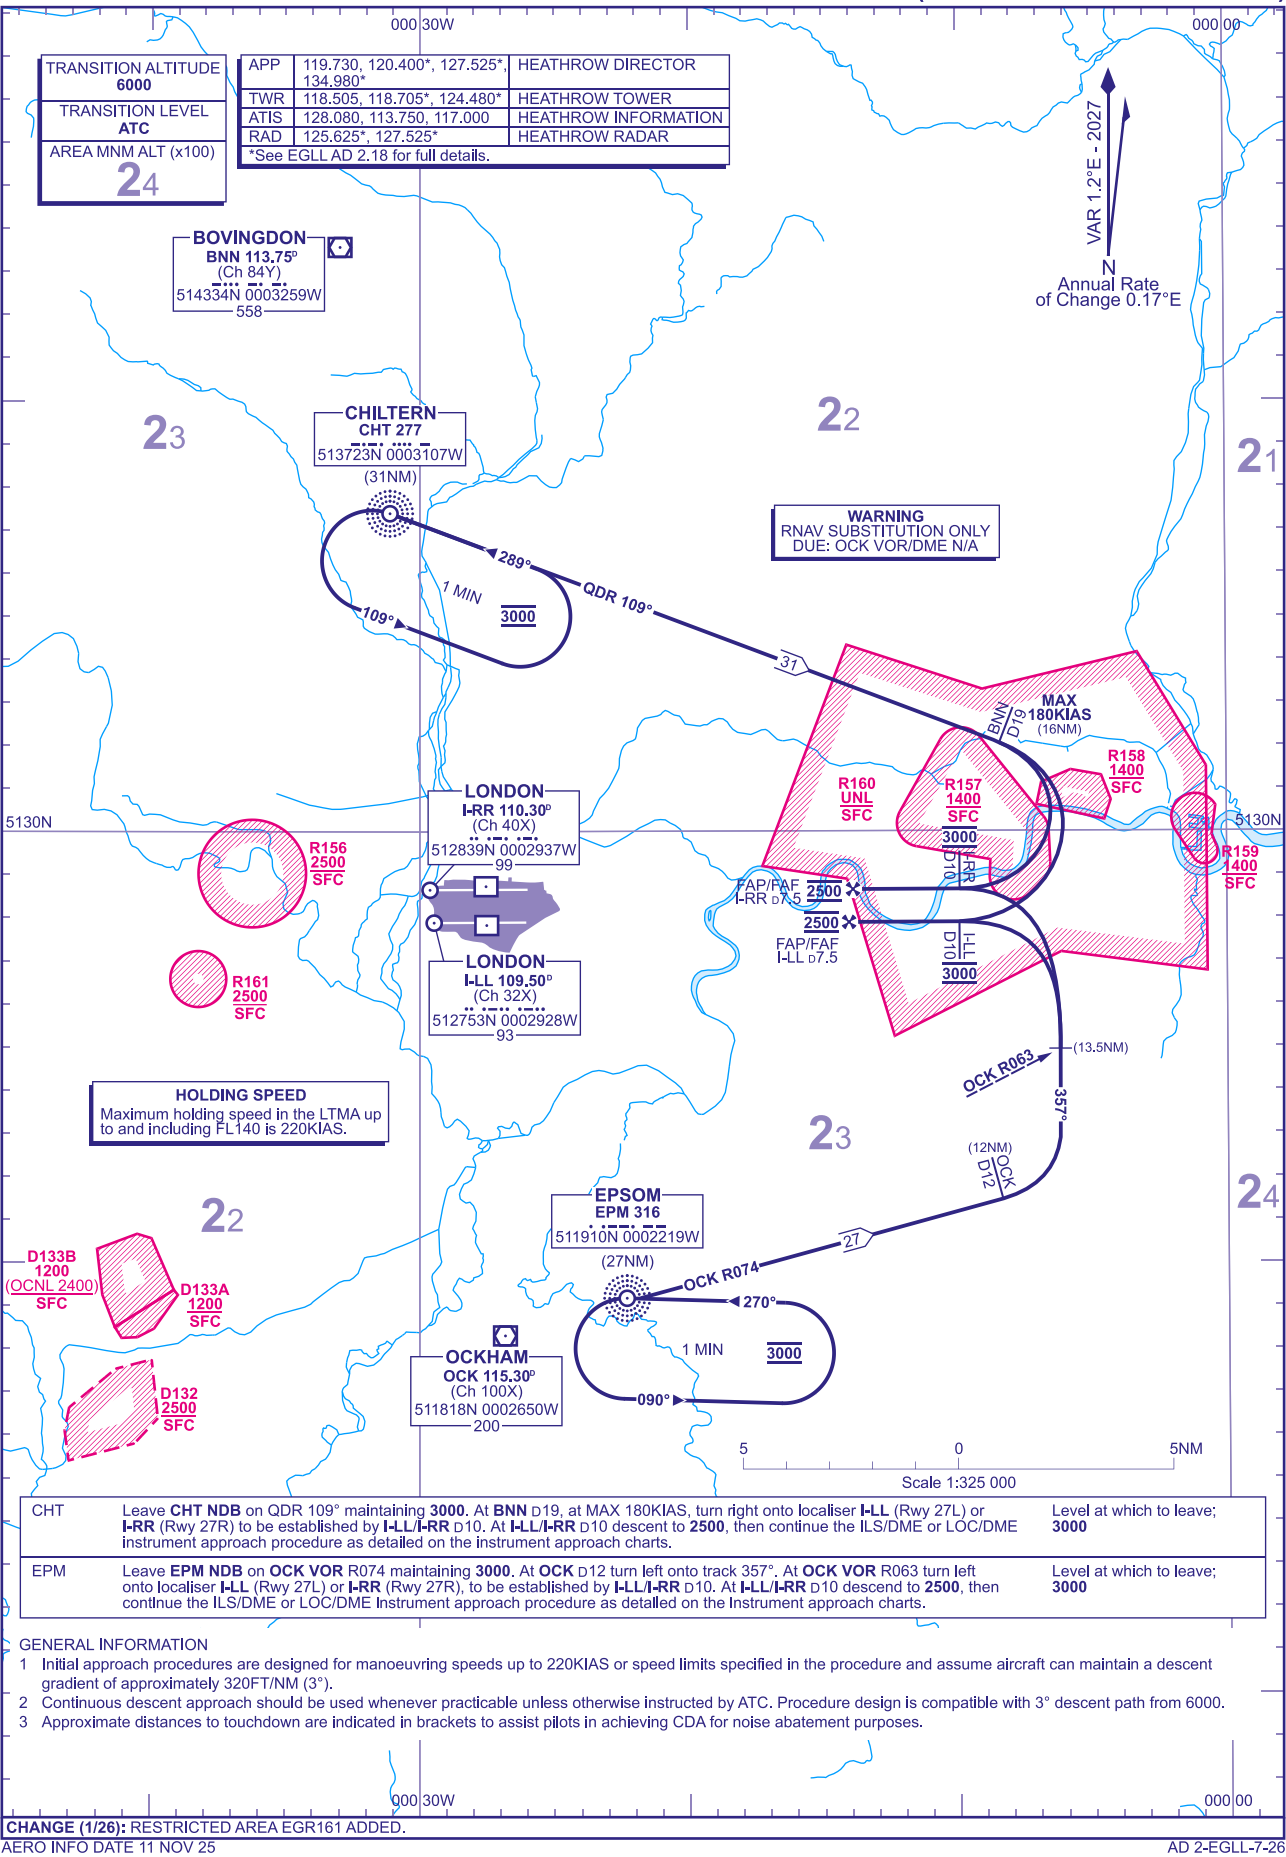 000 30W
000 00
TRANSITION ALTITUDE
6000
TRANSITION LEVEL
ATC
AREA MNM ALT (x100)
24
APP 119.730, 120.400*, 127.525*, 134.980* HEATHROW DIRECTOR
TWR 118.505, 118.705*, 124.480* HEATHROW TOWER
ATIS 128.080, 113.750, 117.000 HEATHROW INFORMATION
RAD 125.625*, 127.525* HEATHROW RADAR
*See EGLL AD 2.18 for full details.
VAR 1.2°E - 2027
N
Annual Rate
of Change 0.17°E
BOVINGDON
BNN 113.75D
(Ch 84Y)
514334N 0003259W
558
23
22
21
CHILTERN
CHT 277
513723N 0003107W
(31NM)
WARNING
RNAV SUBSTITUTION ONLY
DUE: OCK VOR/DME N/A
289°
1 MIN
3000
109°
QDR 109°
31
BNN
D19
MAX
180KIAS
(16NM)
R160
UNL
SFC
R157
1400
SFC
R158
1400
SFC
R159
1400
SFC
5130N
5130N
LONDON
I-RR 110.30D
(Ch 40X)
512839N 0002937W
99
R156
2500
SFC
3000
I-RR
D10
FAP/FAF
I-RR D7.5
2500
2500
FAP/FAF
I-LL D7.5
I-LL
D10
3000
LONDON
I-LL 109.50D
(Ch 32X)
512753N 0002928W
93
R161
2500
SFC
OCK R063
(13.5NM)
357°
HOLDING SPEED
Maximum holding speed in the LTMA up
to and including FL140 is 220KIAS.
23
(12NM)
OCK
D12
22
24
EPSOM
EPM 316
511910N 0002219W
(27NM)
27
OCK R074
270°
1 MIN
3000
090°
D133B
1200
(OCNL 2400)
SFC
D133A
1200
SFC
D132
2500
SFC
OCKHAM
OCK 115.30D
(Ch 100X)
511818N 0002650W
200
5 0 5NM
Scale 1:325 000
CHT Leave CHT NDB on QDR 109° maintaining 3000. At BNN D19, at MAX 180KIAS, turn right onto localiser I-LL (Rwy 27L) or Level at which to leave;
I-RR (Rwy 27R) to be established by I-LL/I-RR D10. At I-LL/I-RR D10 descent to 2500, then continue the ILS/DME or LOC/DME 3000
instrument approach procedure as detailed on the instrument approach charts.
EPM Leave EPM NDB on OCK VOR R074 maintaining 3000. At OCK D12 turn left onto track 357°. At OCK VOR R063 turn left Level at which to leave;
onto localiser I-LL (Rwy 27L) or I-RR (Rwy 27R), to be established by I-LL/I-RR D10. At I-LL/I-RR D10 descend to 2500, then 3000
continue the ILS/DME or LOC/DME instrument approach procedure as detailed on the instrument approach charts.
GENERAL INFORMATION
1 Initial approach procedures are designed for manoeuvring speeds up to 220KIAS or speed limits specified in the procedure and assume aircraft can maintain a descent
gradient of approximately 320FT/NM (3°).
2 Continuous descent approach should be used whenever practicable unless otherwise instructed by ATC. Procedure design is compatible with 3° descent path from 6000.
3 Approximate distances to touchdown are indicated in brackets to assist pilots in achieving CDA for noise abatement purposes.
000 30W
000 00
CHANGE (1/26): RESTRICTED AREA EGR161 ADDED.
AERO INFO DATE 11 NOV 25
AD 2-EGLL-7-26